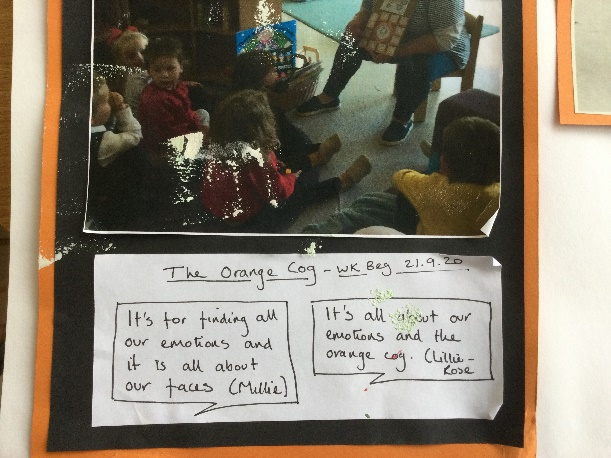 The Orange Cog - WK Beg 21.9.20
It's for finding all
our emotions and
it is all about
our faces (Millie)
It's all about our
emotions and the
orange cog. (Lillie-
Rose